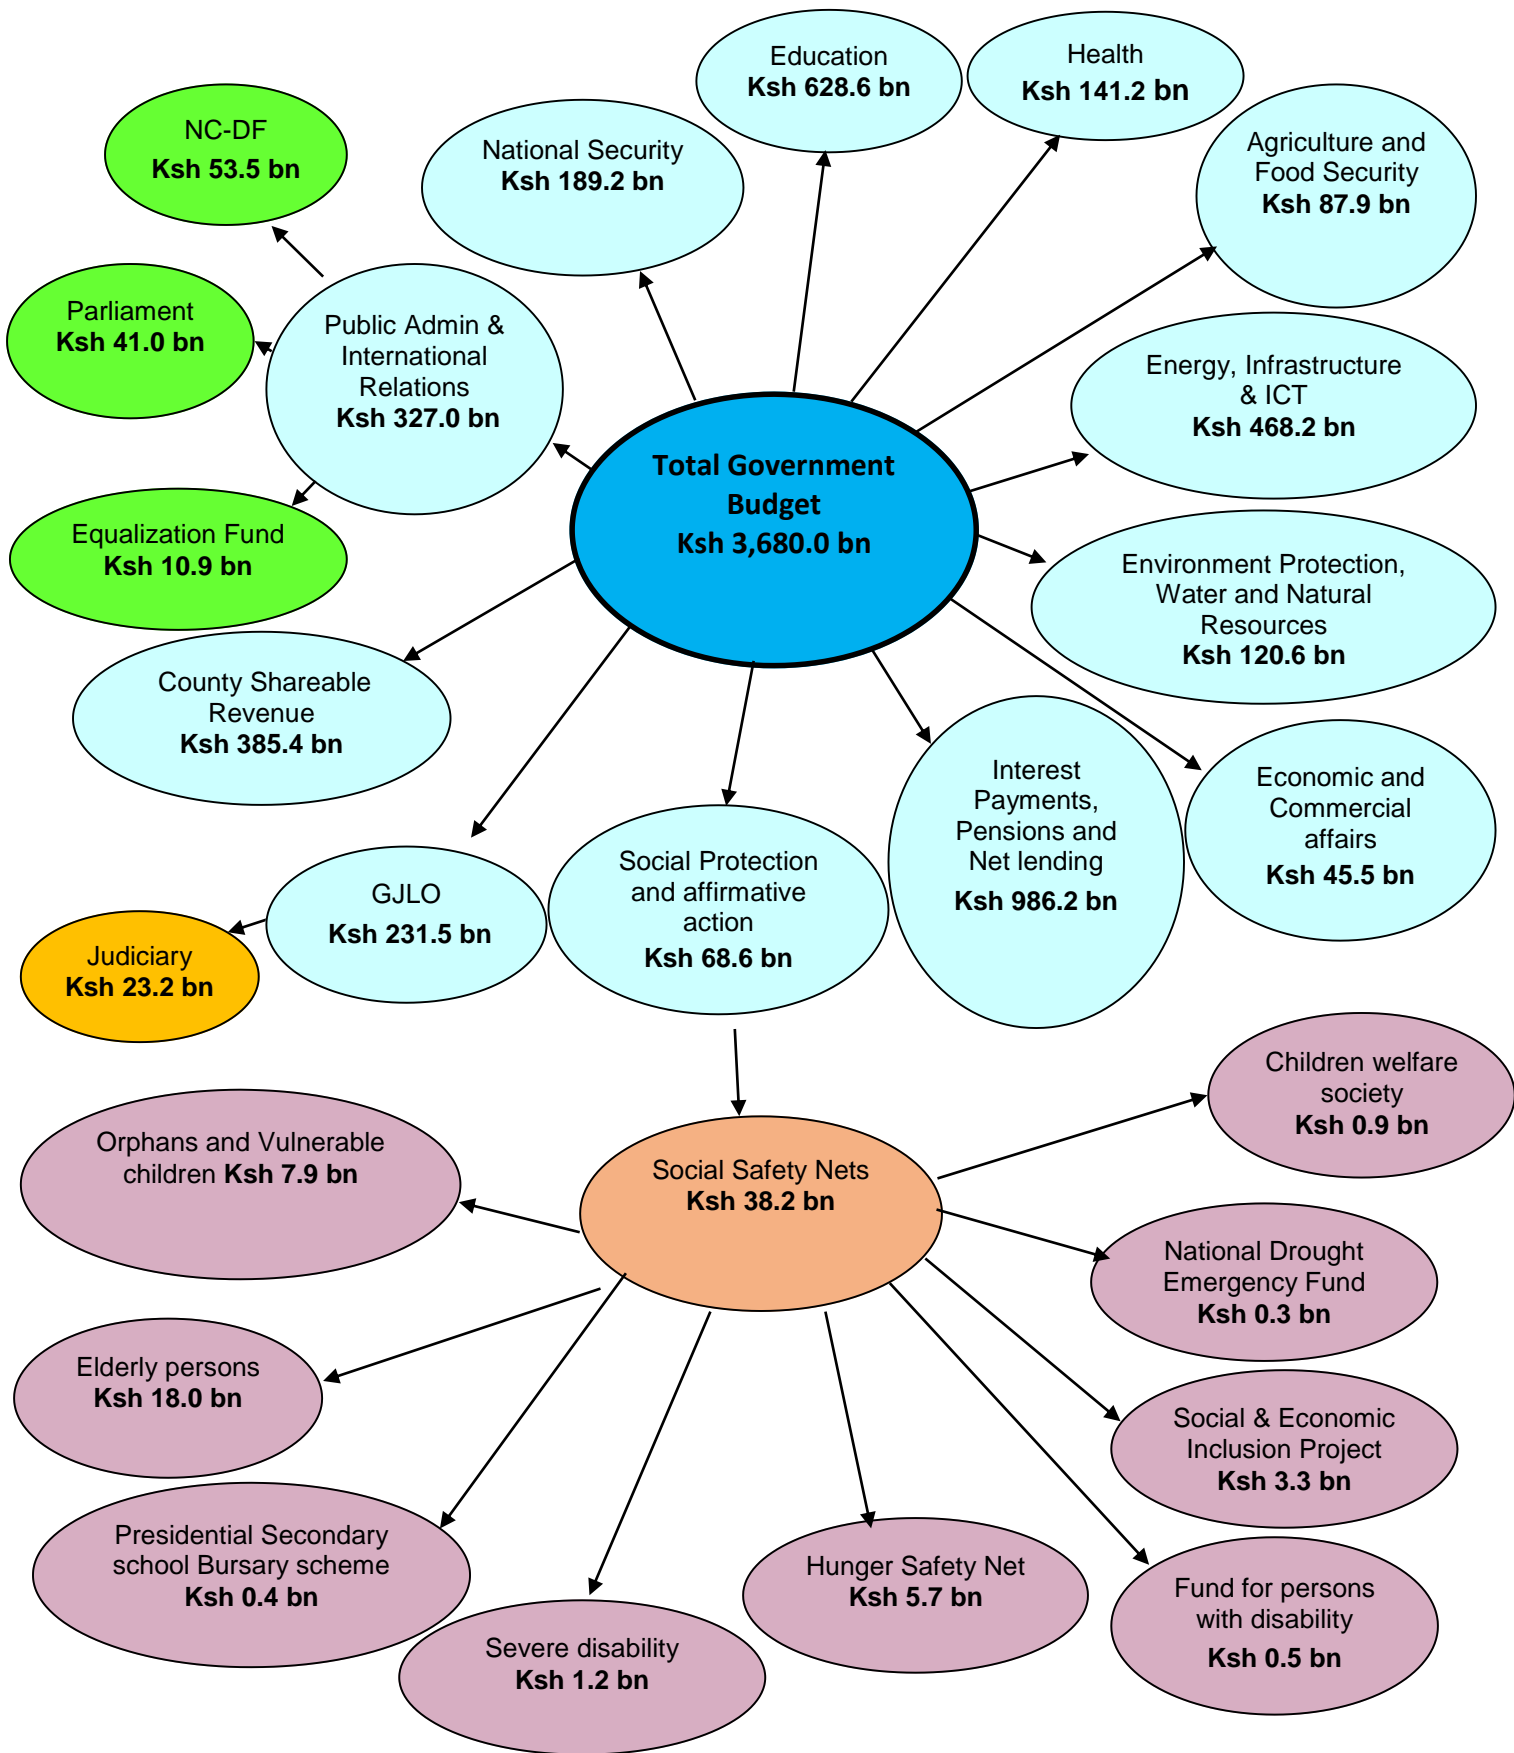 Education
Ksh 628.6 bn
Health
Ksh 141.2 bn
NC-DF
Ksh 53.5 bn
National Security
Ksh 189.2 bn
Agriculture and
Food Security
Ksh 87.9 bn
Parliament
Ksh 41.0 bn
Public Admin &
International
Relations
Ksh 327.0 bn
Energy, Infrastructure
& ICT
Ksh 468.2 bn
Total Government
Budget
Ksh 3,680.0 bn
Equalization Fund
Ksh 10.9 bn
Environment Protection,
Water and Natural
Resources
Ksh 120.6 bn
County Shareable
Revenue
Ksh 385.4 bn
Interest
Payments,
Pensions and
Net lending
Ksh 986.2 bn
Economic and
Commercial
affairs
Ksh 45.5 bn
Social Protection
and affirmative
action
Ksh 68.6 bn
GJLO
Ksh 231.5 bn
Judiciary
Ksh 23.2 bn
Children welfare
society
Ksh 0.9 bn
Orphans and Vulnerable
children Ksh 7.9 bn
Social Safety Nets
Ksh 38.2 bn
National Drought
Emergency Fund
Ksh 0.3 bn
Elderly persons
Ksh 18.0 bn
Social & Economic
Inclusion Project
Ksh 3.3 bn
Presidential Secondary
school Bursary scheme
Ksh 0.4 bn
Hunger Safety Net
Ksh 5.7 bn
Fund for persons
with disability
Ksh 0.5 bn
Severe disability
Ksh 1.2 bn